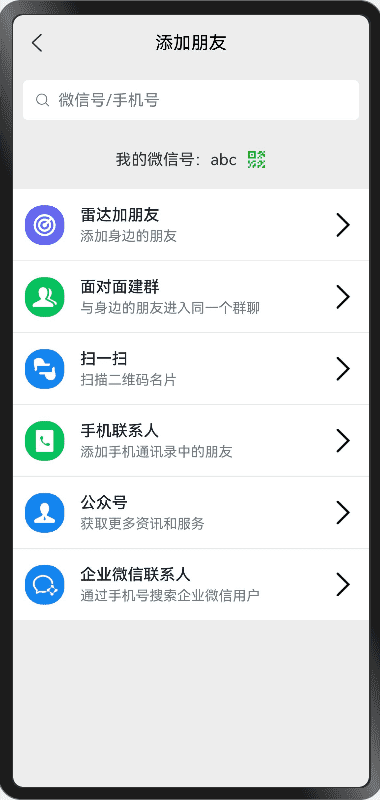 添加朋友
微信号/手机号
我的微信号：abc
雷达加朋友
添加身边的朋友
面对面建群
与身边的朋友进入同一个群聊
扫一扫
扫描二维码名片
手机联系人
添加手机通讯录中的朋友
公众号
获取更多资讯和服务
企业微信联系人
通过手机号搜索企业微信用户